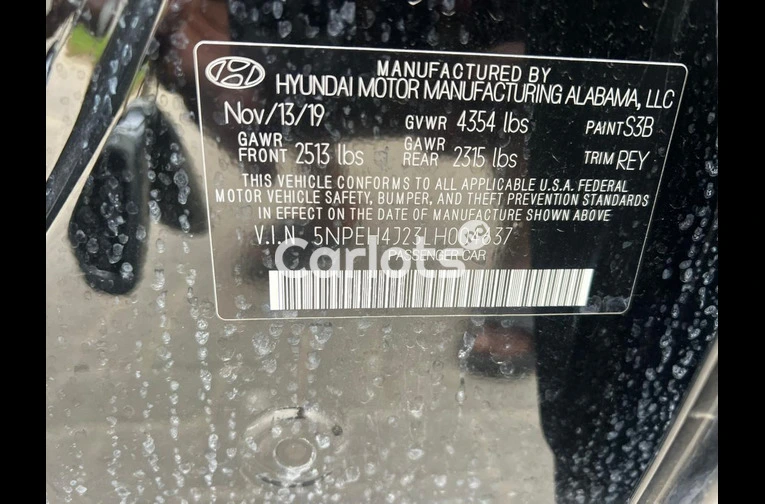 MANUFACTURED BY
HYUNDAI MOTOR MANUFACTURING ALABAMA, LLC
Nov/13/19 GVWR 4354 lbs PAINT S3B
GAWR FRONT 2513 lbs GAWR REAR 2315 lbs TRIM REY
THIS VEHICLE CONFORMS TO ALL APPLICABLE U.S.A. FEDERAL
MOTOR VEHICLE SAFETY, BUMPER, AND THEFT PREVENTION STANDARDS
IN EFFECT ON THE DATE OF MANUFACTURE SHOWN ABOVE
V.I.N.
Carlots
PASSENGER CAR